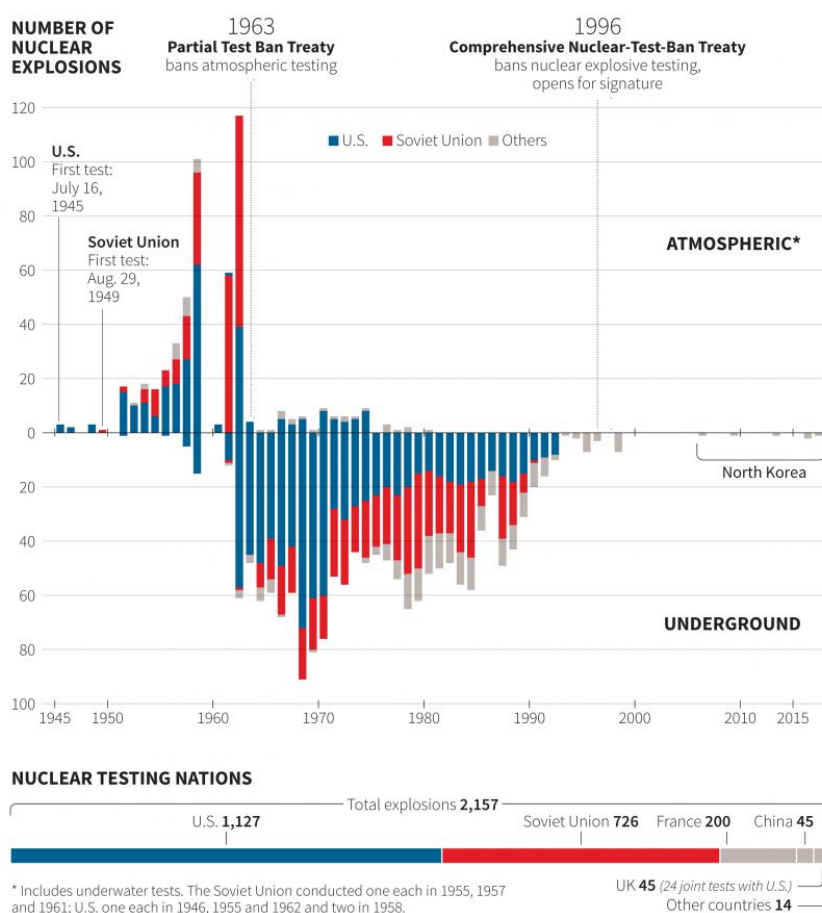 NUMBER OF
NUCLEAR
EXPLOSIONS
1963
Partial Test Ban Treaty
bans atmospheric testing
1996
Comprehensive Nuclear-Test-Ban Treaty
bans nuclear explosive testing,
opens for signature
120
100
80
60
40
20
0
20
40
60
80
100
U.S.
Soviet Union
Others
U.S.
First test:
July 16,
1945
Soviet Union
First test:
Aug. 29,
1949
ATMOSPHERIC*
North Korea
UNDERGROUND
1945
1950
1960
1970
1980
1990
2000
2010
2015
NUCLEAR TESTING NATIONS
Total explosions 2,157
U.S. 1,127
Soviet Union 726
France 200
China 45
UK 45 (24 joint tests with U.S.)
Other countries 14
* Includes underwater tests. The Soviet Union conducted one each in 1955, 1957
and 1961; U.S. one each in 1946, 1955 and 1962 and two in 1958.